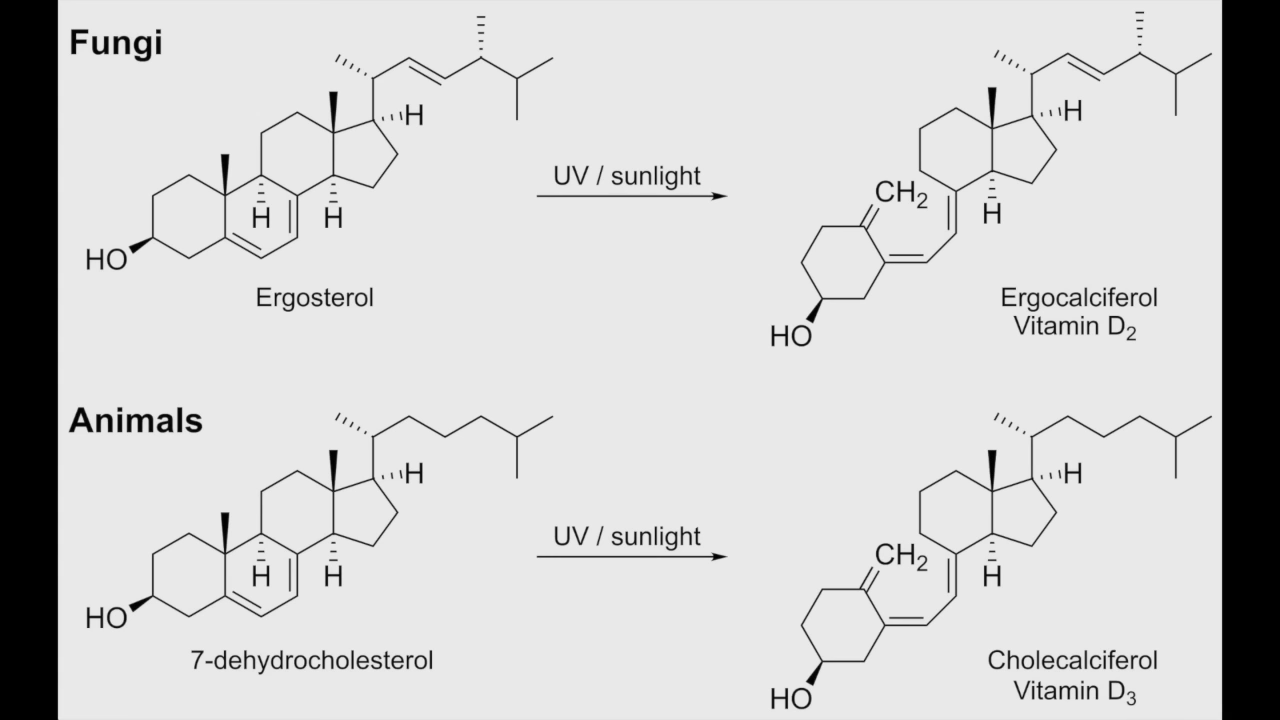 Fungi
H
UV / sunlight
H
CH₂
H
H
H
HO
Ergosterol
Ergocalciferol
Vitamin D₂
HO
Animals
H
UV / sunlight
H
CH₂
H
H
H
HO
7-dehydrocholesterol
Cholecalciferol
Vitamin D₃
HO